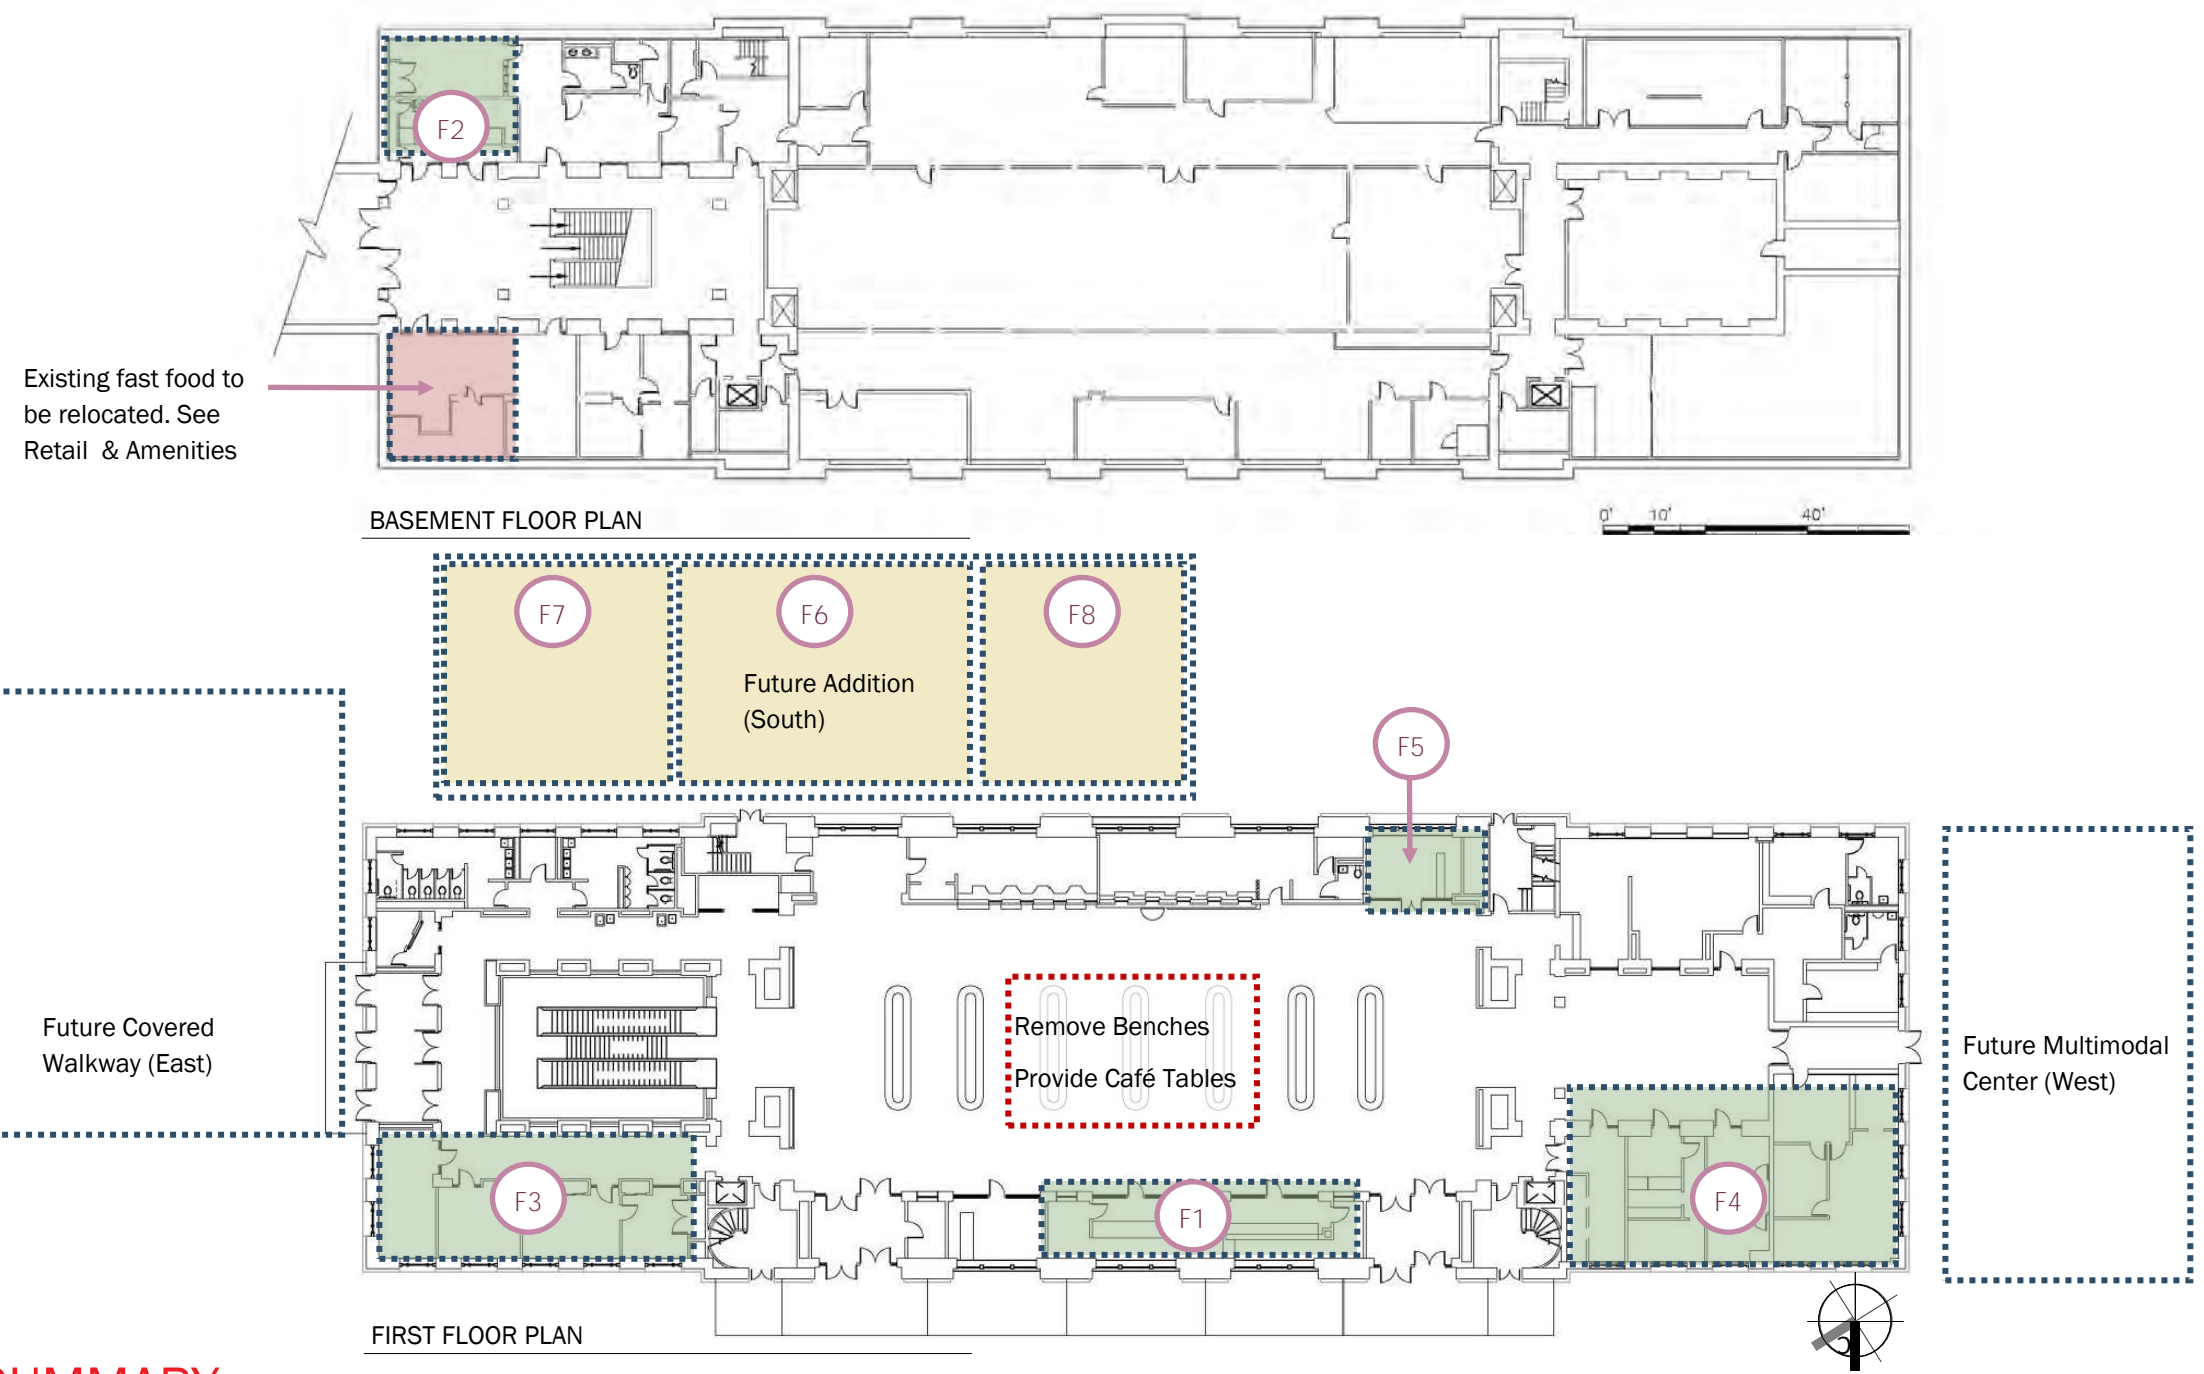 F2
Existing fast food to
be relocated. See
Retail & Amenities
BASEMENT FLOOR PLAN
0' 10' 40'
F7 F6 F8
Future Addition
(South)
F5
Remove Benches
Provide Café Tables
Future Covered
Walkway (East)
Future Multimodal
Center (West)
F3
F1
F4
FIRST FLOOR PLAN
SUMMARY